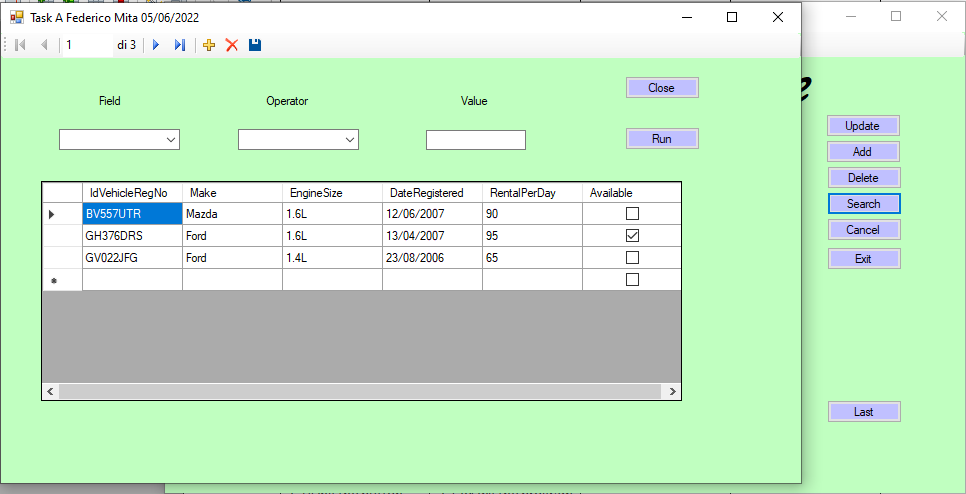 Task A Federico Mita 05/06/2022
1 di 3
Field Operator Value Close
Run
IdVehicleRegNo Make EngineSize DateRegistered RentalPerDay Available
BV557UTR Mazda 1.6L 12/06/2007 90
GH376DRS Ford 1.6L 13/04/2007 95
GV022JFG Ford 1.4L 23/08/2006 65
Update
Add
Delete
Search
Cancel
Exit
Last